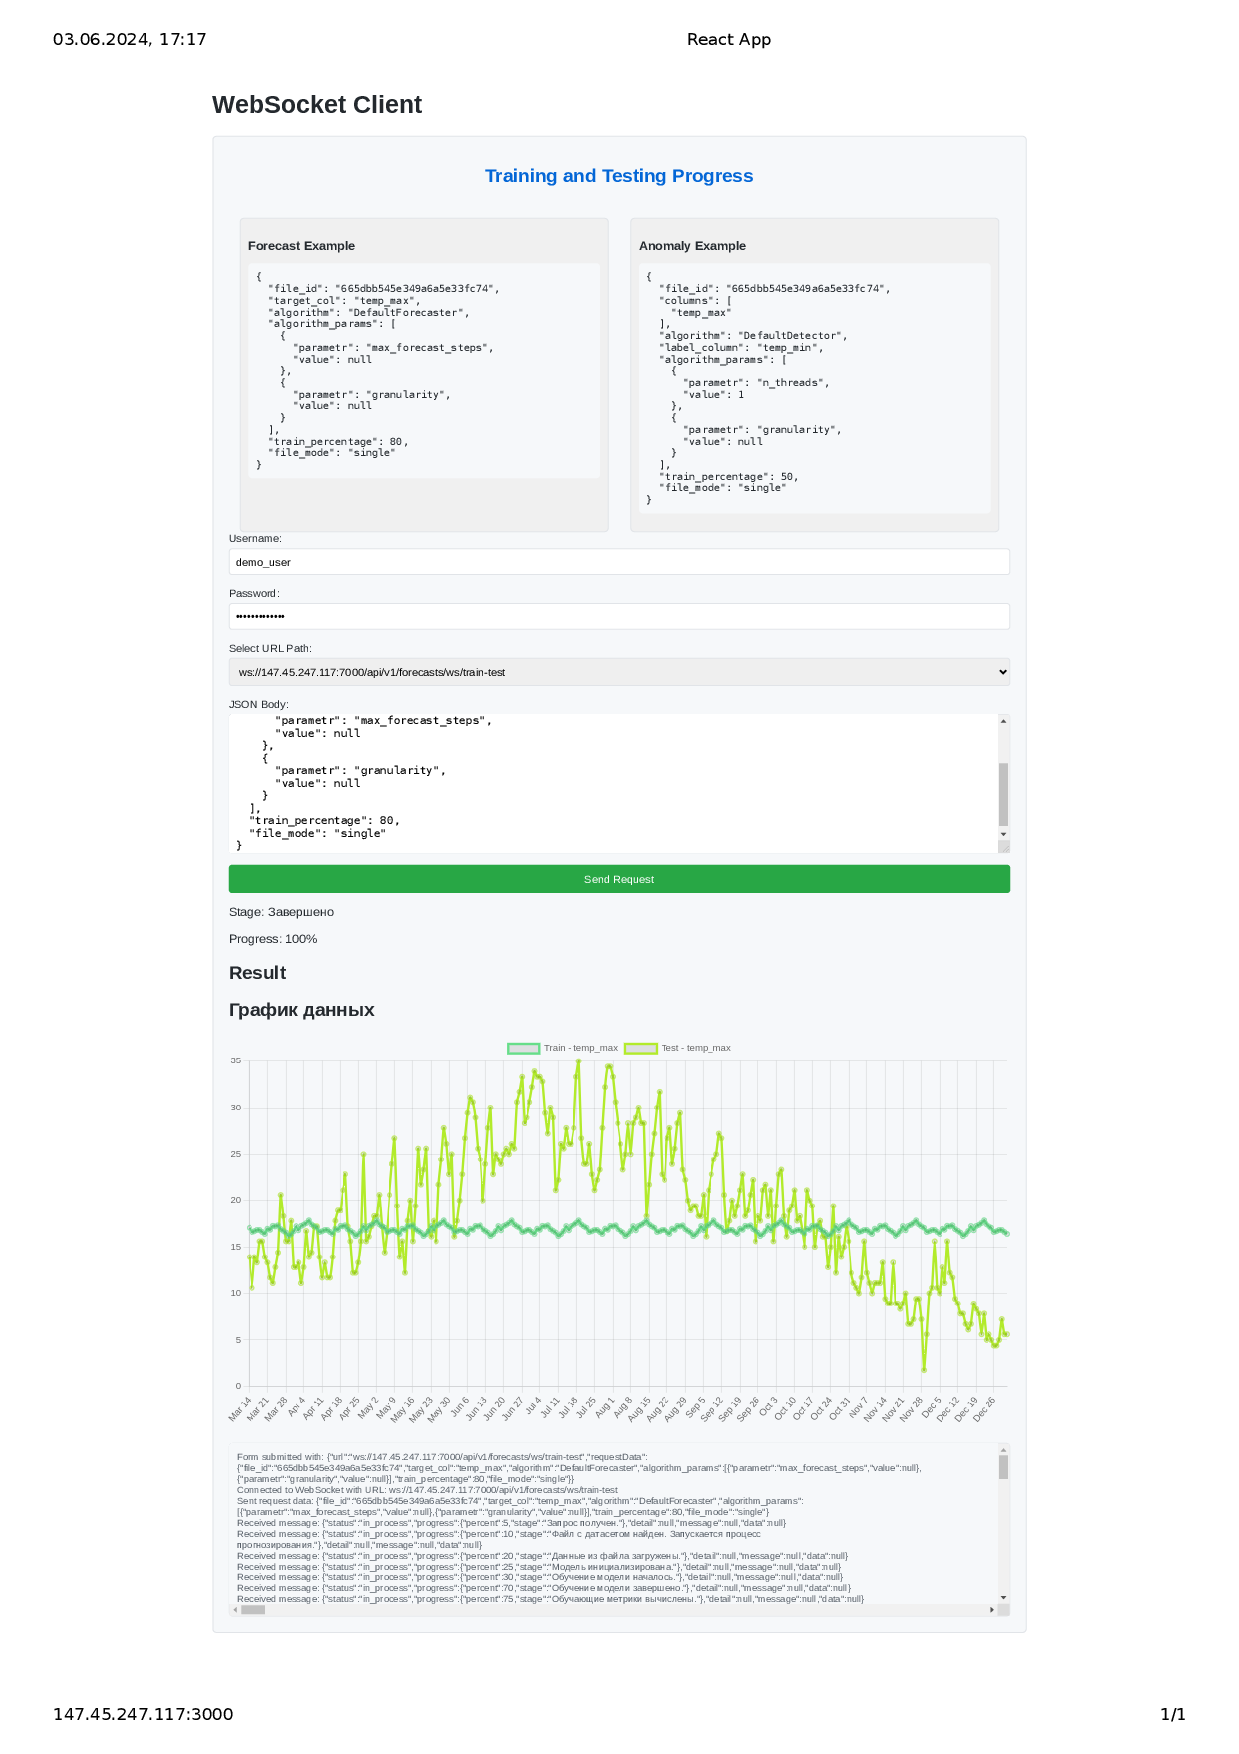 03.06.2024, 17:17
React App
WebSocket Client
Training and Testing Progress
Forecast Example
{
  "file_id": "665dbb545e349a6a5e33fc74",
  "target_col": "temp_max",
  "algorithm": "DefaultForecaster",
  "algorithm_params": [
    {
      "parametr": "max_forecast_steps",
      "value": null
    },
    {
      "parametr": "granularity",
      "value": null
    }
  ],
  "train_percentage": 80,
  "file_mode": "single"
}
Anomaly Example
{
  "file_id": "665dbb545e349a6a5e33fc74",
  "columns": [
    "temp_max"
  ],
  "algorithm": "DefaultDetector",
  "label_column": "temp_min",
  "algorithm_params": [
    {
      "parametr": "n_threads",
      "value": 1
    },
    {
      "parametr": "granularity",
      "value": null
    }
  ],
  "train_percentage": 50,
  "file_mode": "single"
}
Username:
demo_user
Password:
•••••••••••••
Select URL Path:
ws://147.45.247.117:7000/api/v1/forecasts/ws/train-test
JSON Body:
      "parametr": "max_forecast_steps",
      "value": null
    },
    {
      "parametr": "granularity",
      "value": null
    }
  ],
  "train_percentage": 80,
  "file_mode": "single"
}
Send Request
Stage: Завершено
Progress: 100%
Result
График данных
Train - temp_max Test - temp_max
35
30
25
20
15
10
5
0
Mar 14 Mar 21 Mar 28 Apr 4 Apr 11 Apr 18 Apr 25 May 2 May 9 May 16 May 23 May 30 Jun 6 Jun 13 Jun 20 Jun 27 Jul 4 Jul 11 Jul 18 Jul 25 Aug 1 Aug 8 Aug 15 Aug 22 Aug 29 Sep 5 Sep 12 Sep 19 Sep 26 Oct 3 Oct 10 Oct 17 Oct 24 Oct 31 Nov 7 Nov 14 Nov 21 Nov 28 Dec 5 Dec 12 Dec 19 Dec 26
Form submitted with: {"url":"ws://147.45.247.117:7000/api/v1/forecasts/ws/train-test","requestData":
{"file_id":"665dbb545e349a6a5e33fc74","target_col":"temp_max","algorithm":"DefaultForecaster","algorithm_params":[{"parametr":"max_forecast_steps","value":null},
{"parametr":"granularity","value":null}],"train_percentage":80,"file_mode":"single"}}
Connected to WebSocket with URL: ws://147.45.247.117:7000/api/v1/forecasts/ws/train-test
Sent request data: {"file_id":"665dbb545e349a6a5e33fc74","target_col":"temp_max","algorithm":"DefaultForecaster","algorithm_params":
[{"parametr":"max_forecast_steps","value":null},{"parametr":"granularity","value":null}],"train_percentage":80,"file_mode":"single"}
Received message: {"status":"in_process","progress":{"percent":5,"stage":"Запрос получен."},"detail":null,"message":null,"data":null}
Received message: {"status":"in_process","progress":{"percent":10,"stage":"Файл с датасетом найден. Запускается процесс
прогнозирования."},"detail":null,"message":null,"data":null}
Received message: {"status":"in_process","progress":{"percent":20,"stage":"Данные из файла загружены."},"detail":null,"message":null,"data":null}
Received message: {"status":"in_process","progress":{"percent":25,"stage":"Модель инициализирована."},"detail":null,"message":null,"data":null}
Received message: {"status":"in_process","progress":{"percent":30,"stage":"Обучение модели началось."},"detail":null,"message":null,"data":null}
Received message: {"status":"in_process","progress":{"percent":70,"stage":"Обучение модели завершено."},"detail":null,"message":null,"data":null}
Received message: {"status":"in_process","progress":{"percent":75,"stage":"Обучающие метрики вычислены."},"detail":null,"message":null,"data":null}
147.45.247.117:3000
1/1